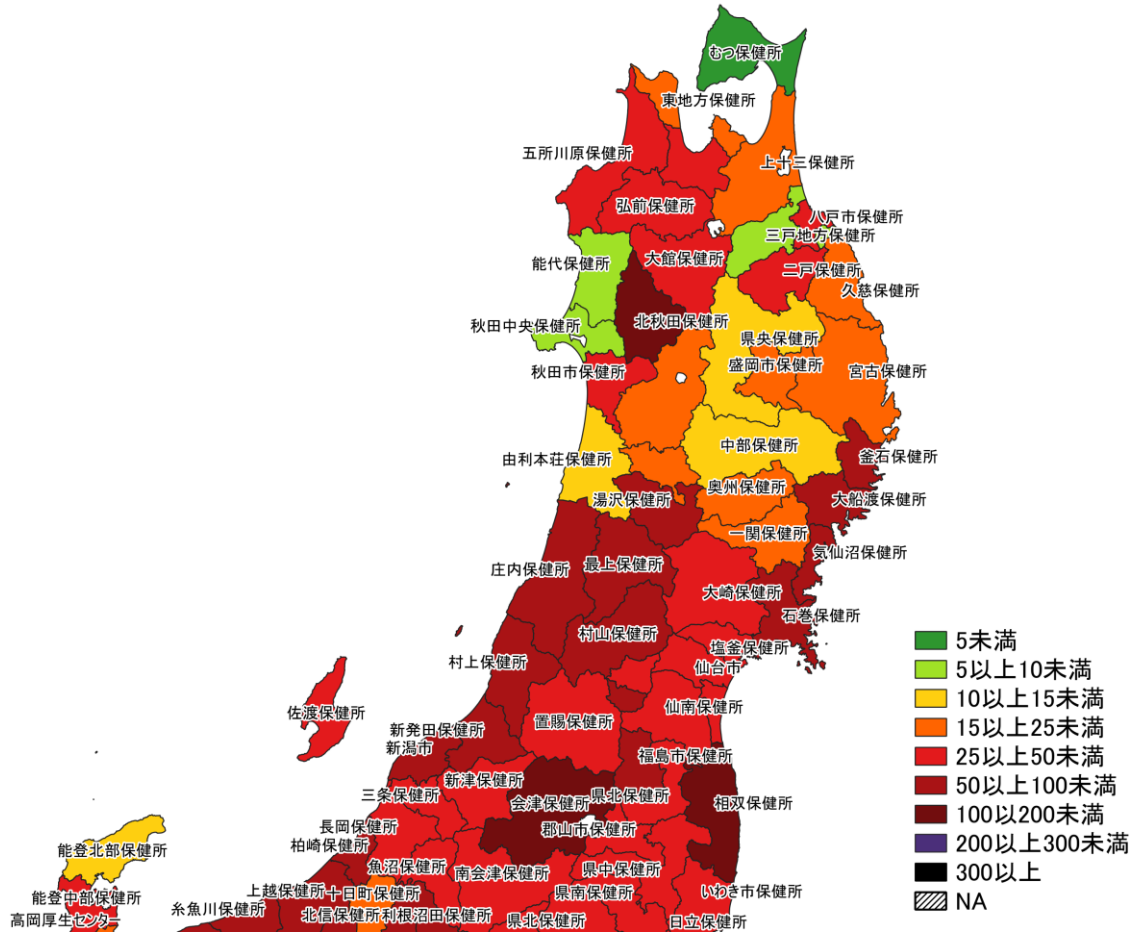 むつ保健所
東地方保健所
五所川原保健所
上十三保健所
弘前保健所
八戸市保健所
三戸地方保健所
大館保健所
能代保健所
二戸保健所
久慈保健所
北秋田保健所
秋田中央保健所
県央保健所
盛岡市保健所
秋田市保健所
宮古保健所
中部保健所
釜石保健所
由利本荘保健所
奥州保健所
湯沢保健所
大船渡保健所
一関保健所
気仙沼保健所
最上保健所
庄内保健所
大崎保健所
石巻保健所
村山保健所
塩釜保健所
村上保健所
仙台市
仙南保健所
佐渡保健所
置賜保健所
新発田保健所
新潟市
福島市保健所
新津保健所
三条保健所
会津保健所
県北保健所
相双保健所
長岡保健所
郡山市保健所
柏崎保健所
能登北部保健所
魚沼保健所
南会津保健所
県中保健所
上越保健所
十日町保健所
県南保健所
いわき市保健所
能登中部保健所
糸魚川保健所
北信保健所
利根沼田保健所
県北保健所
日立保健所
高岡厚生センター
5未満
5以上10未満
10以上15未満
15以上25未満
25以上50未満
50以上100未満
100以200未満
200以上300未満
300以上
NA